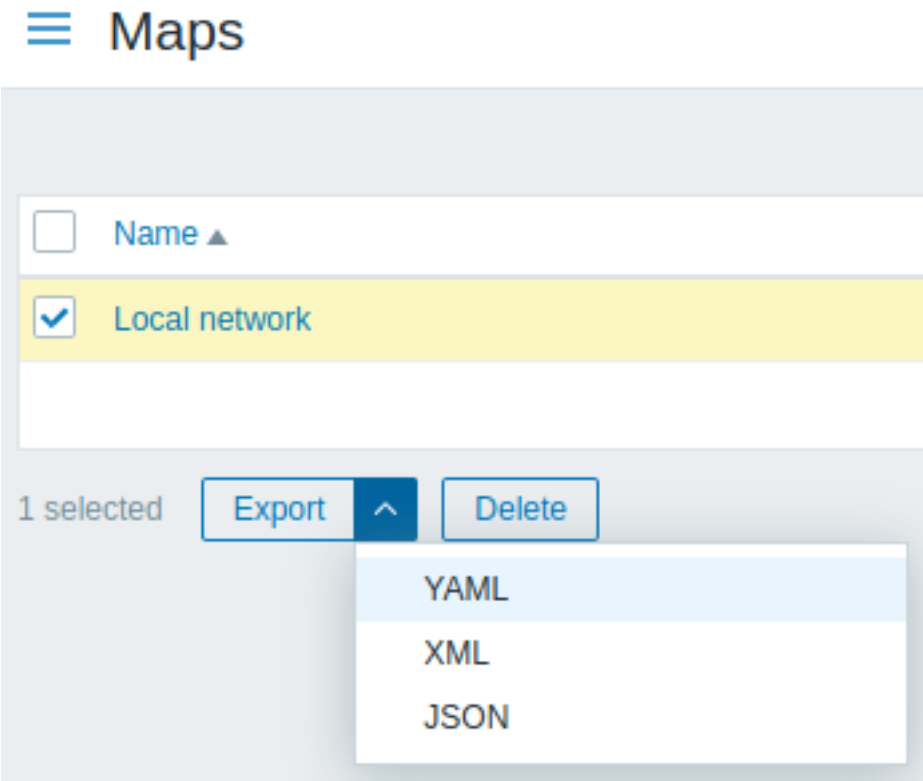 Maps
Name
Local network
1 selected Export Delete
YAML
XML
JSON